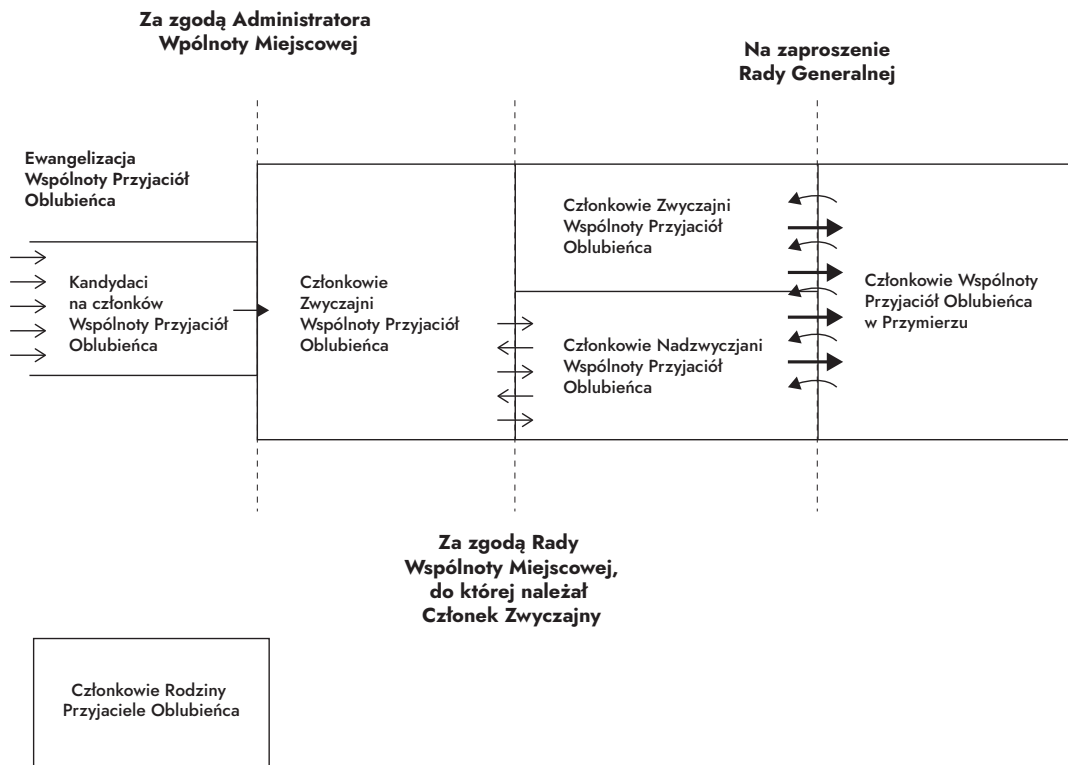 Za zgodą Administratora
Wpólnoty Miejscowej
Na zaproszenie
Rady Generalnej
Ewangelizacja
Wspólnoty Przyjaciół
Oblubieńca
Kandydaci
na członków
Wspólnoty Przyjaciół
Oblubieńca
Członkowie
Zwyczajni
Wspólnoty Przyjaciół
Oblubieńca
Członkowie Zwyczajni
Wspólnoty Przyjaciół
Oblubieńca
Członkowie Nadzwyczjani
Wspólnoty Przyjaciół
Oblubieńca
Członkowie Wspólnoty
Przyjaciół Oblubieńca
w Przymierzu
Za zgodą Rady
Wspólnoty Miejscowej,
do której należał
Członek Zwyczajny
Członkowie Rodziny
Przyjaciele Oblubieńca